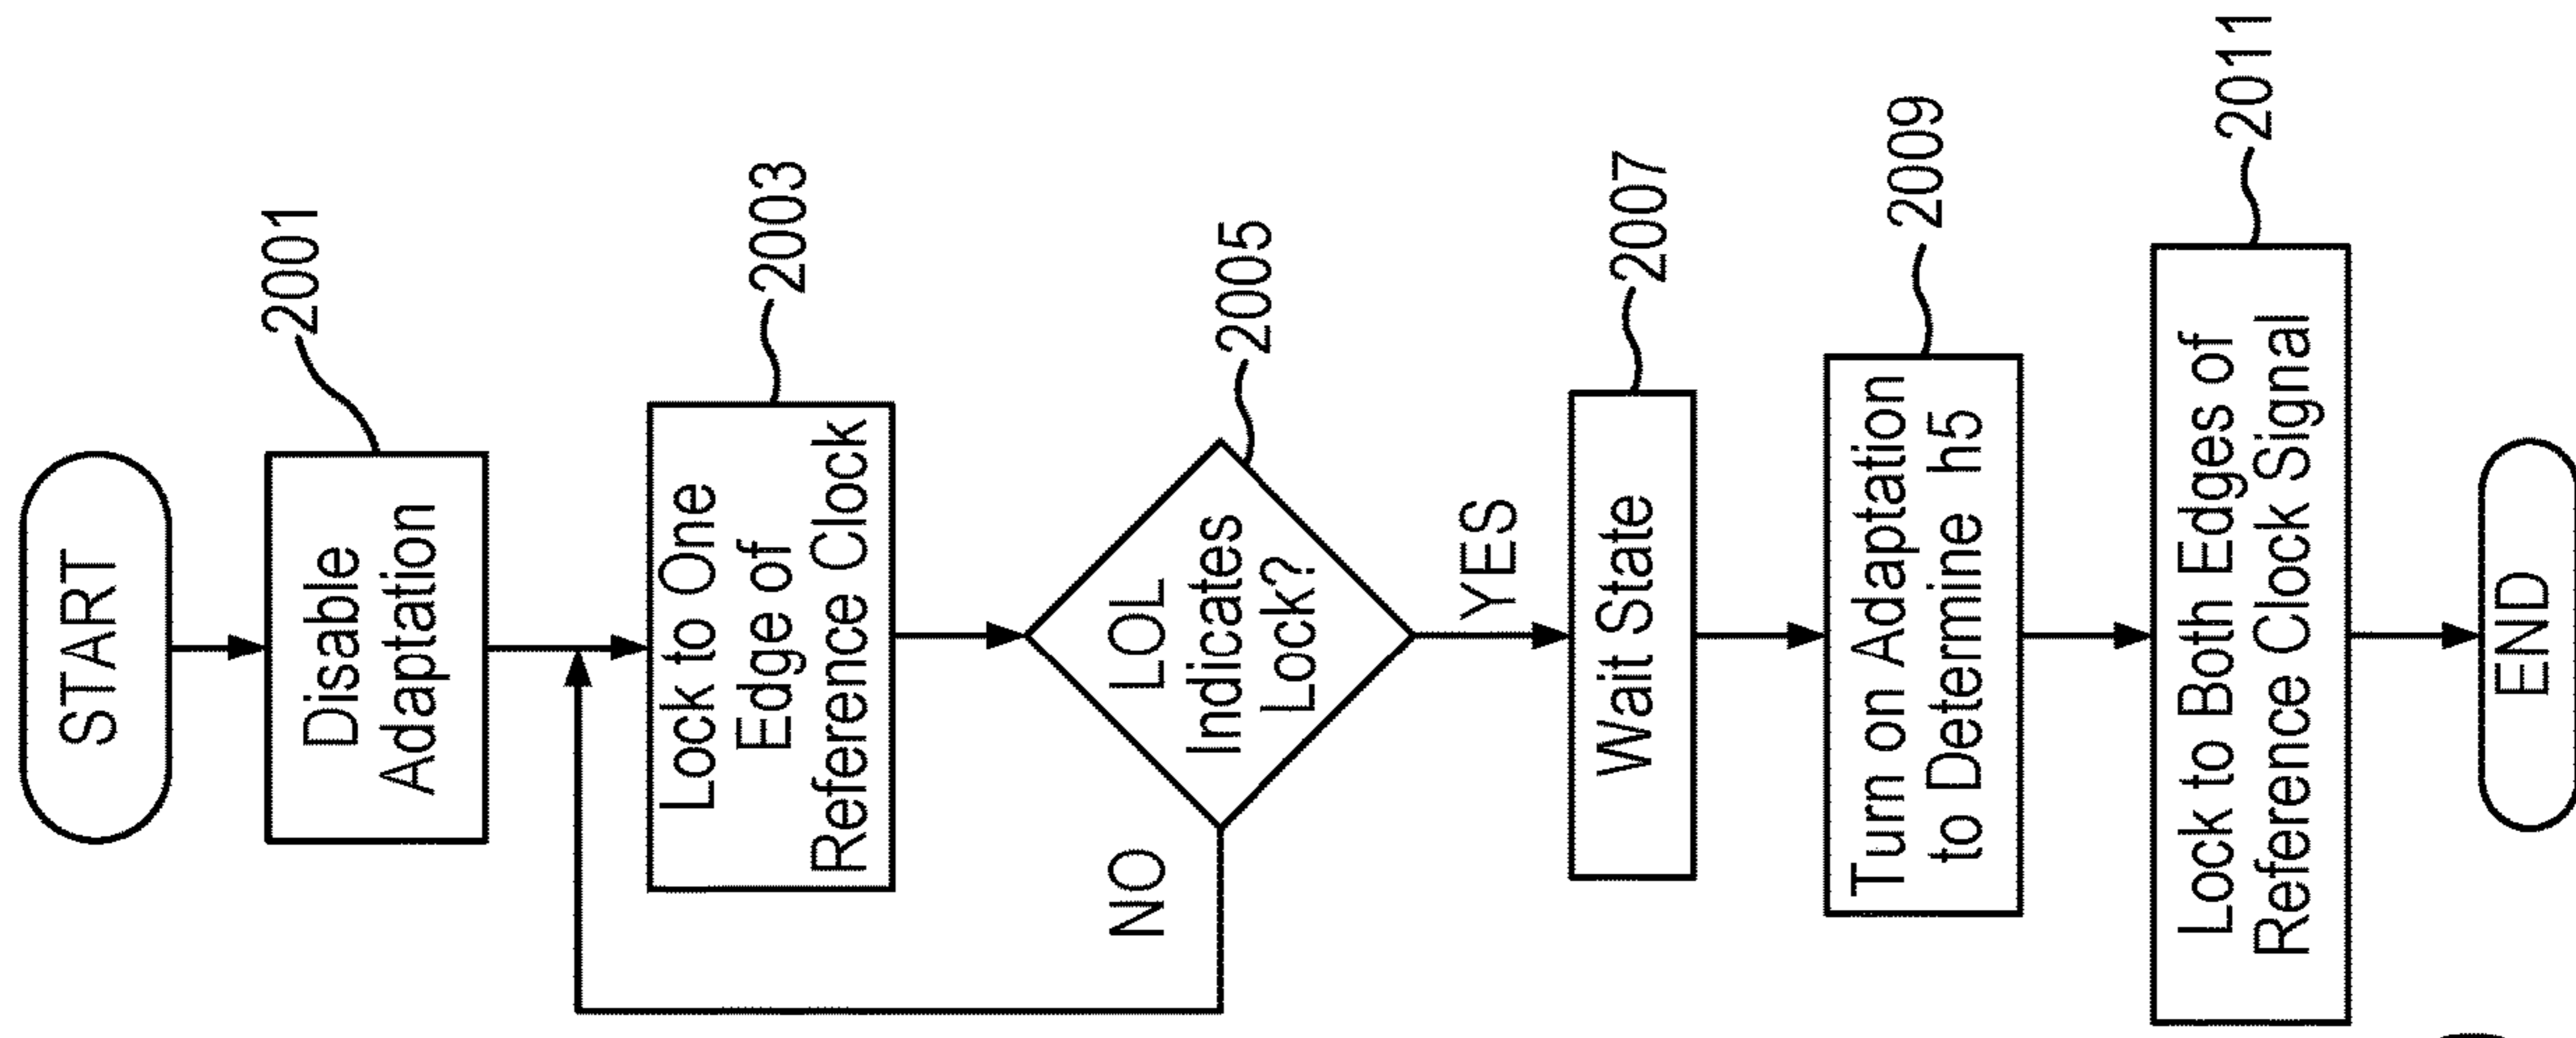 START
2001
Disable
Adaptation
2003
Lock to One
Edge of
Reference Clock
2005
LOL
Indicates
Lock?
NO
YES
2007
Wait State
2009
Turn on Adaptation
to Determine h5
2011
Lock to Both Edges of
Reference Clock Signal
END